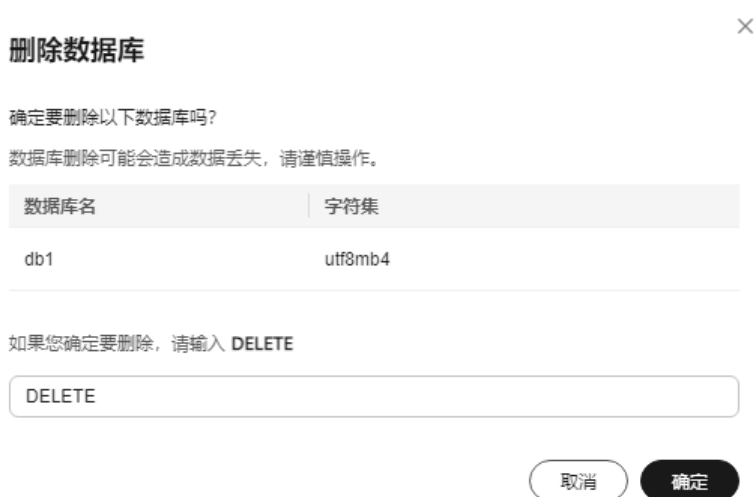 删除数据库
确定要删除以下数据库吗?
数据库删除可能会造成数据丢失，请谨慎操作。
数据库名 字符集
db1 utf8mb4
如果您确定要删除，请输入 DELETE
DELETE
取消 确定